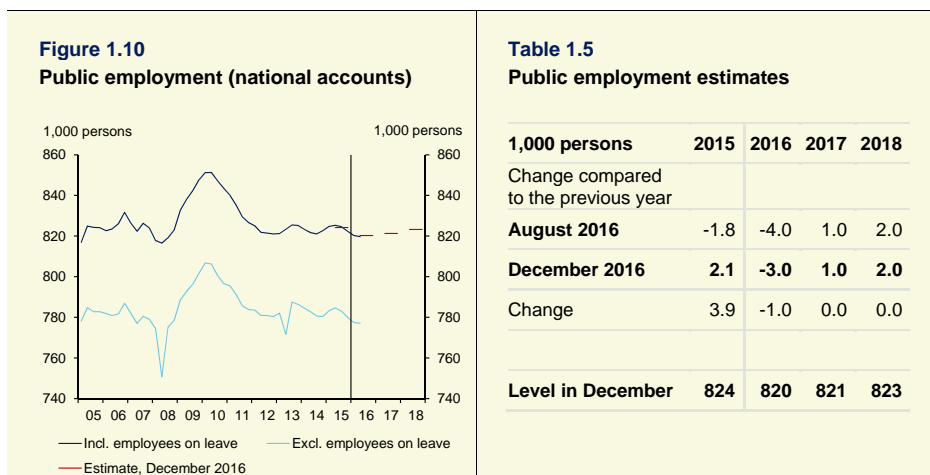 Figure 1.10
Public employment (national accounts)
1,000 persons 1,000 persons
860 860
840 840
820 820
800 800
780 780
760 760
740 740
05 06 07 08 09 10 11 12 13 14 15 16 17 18
Incl. employees on leave Excl. employees on leave
Estimate, December 2016
Table 1.5
Public employment estimates
1,000 persons 2015 2016 2017 2018
Change compared
to the previous year
August 2016 -1.8 -4.0 1.0 2.0
December 2016 2.1 -3.0 1.0 2.0
Change 3.9 -1.0 0.0 0.0
Level in December 824 820 821 823